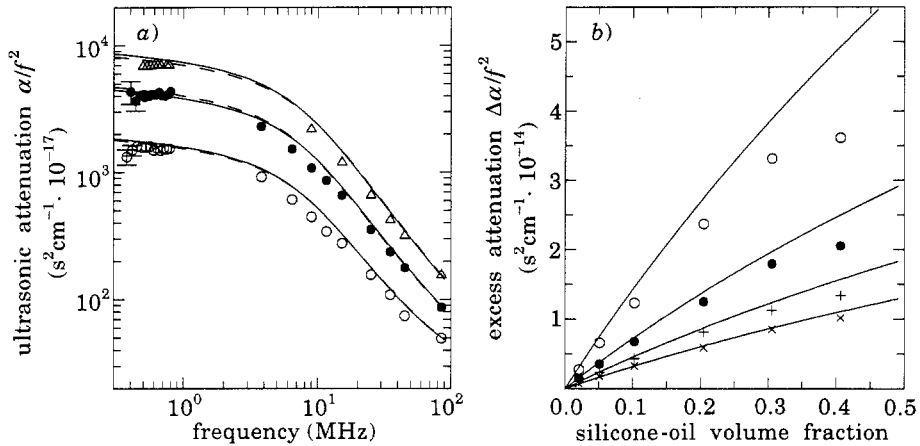 a)
10⁴
10³
10²
10⁰
10¹
10²
frequency (MHz)
ultrasonic attenuation α/f²
(s²cm⁻¹ · 10⁻¹⁷)
b)
5
4
3
2
1
0.0
0.1
0.2
0.3
0.4
0.5
silicone-oil volume fraction
excess attenuation Δα/f²
(s²cm⁻¹ · 10⁻¹⁴)